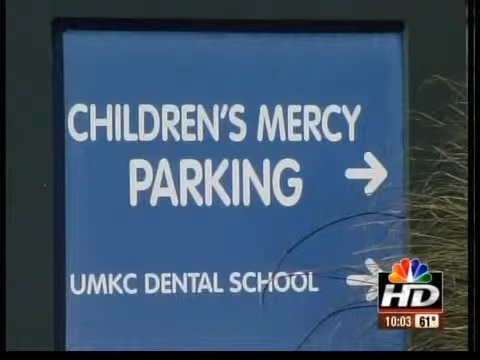 CHILDREN'S MERCY
PARKING
UMKC DENTAL SCHOOL
HD
10:03 61°